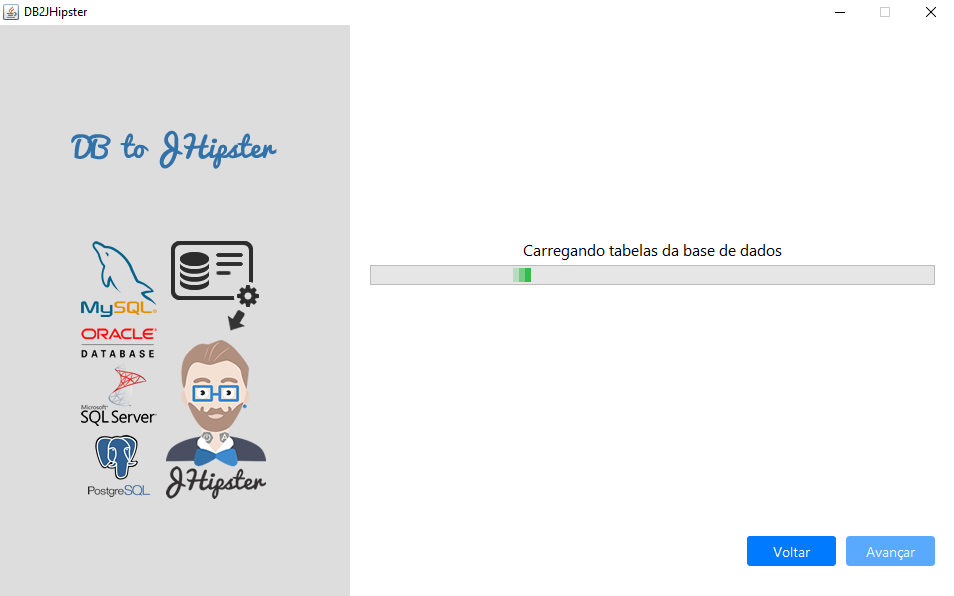 DB2JHipster
DB to JHipster
MySQL
ORACLE
DATABASE
Microsoft
SQL Server
PostgreSQL
JHipster
Carregando tabelas da base de dados
Voltar
Avançar